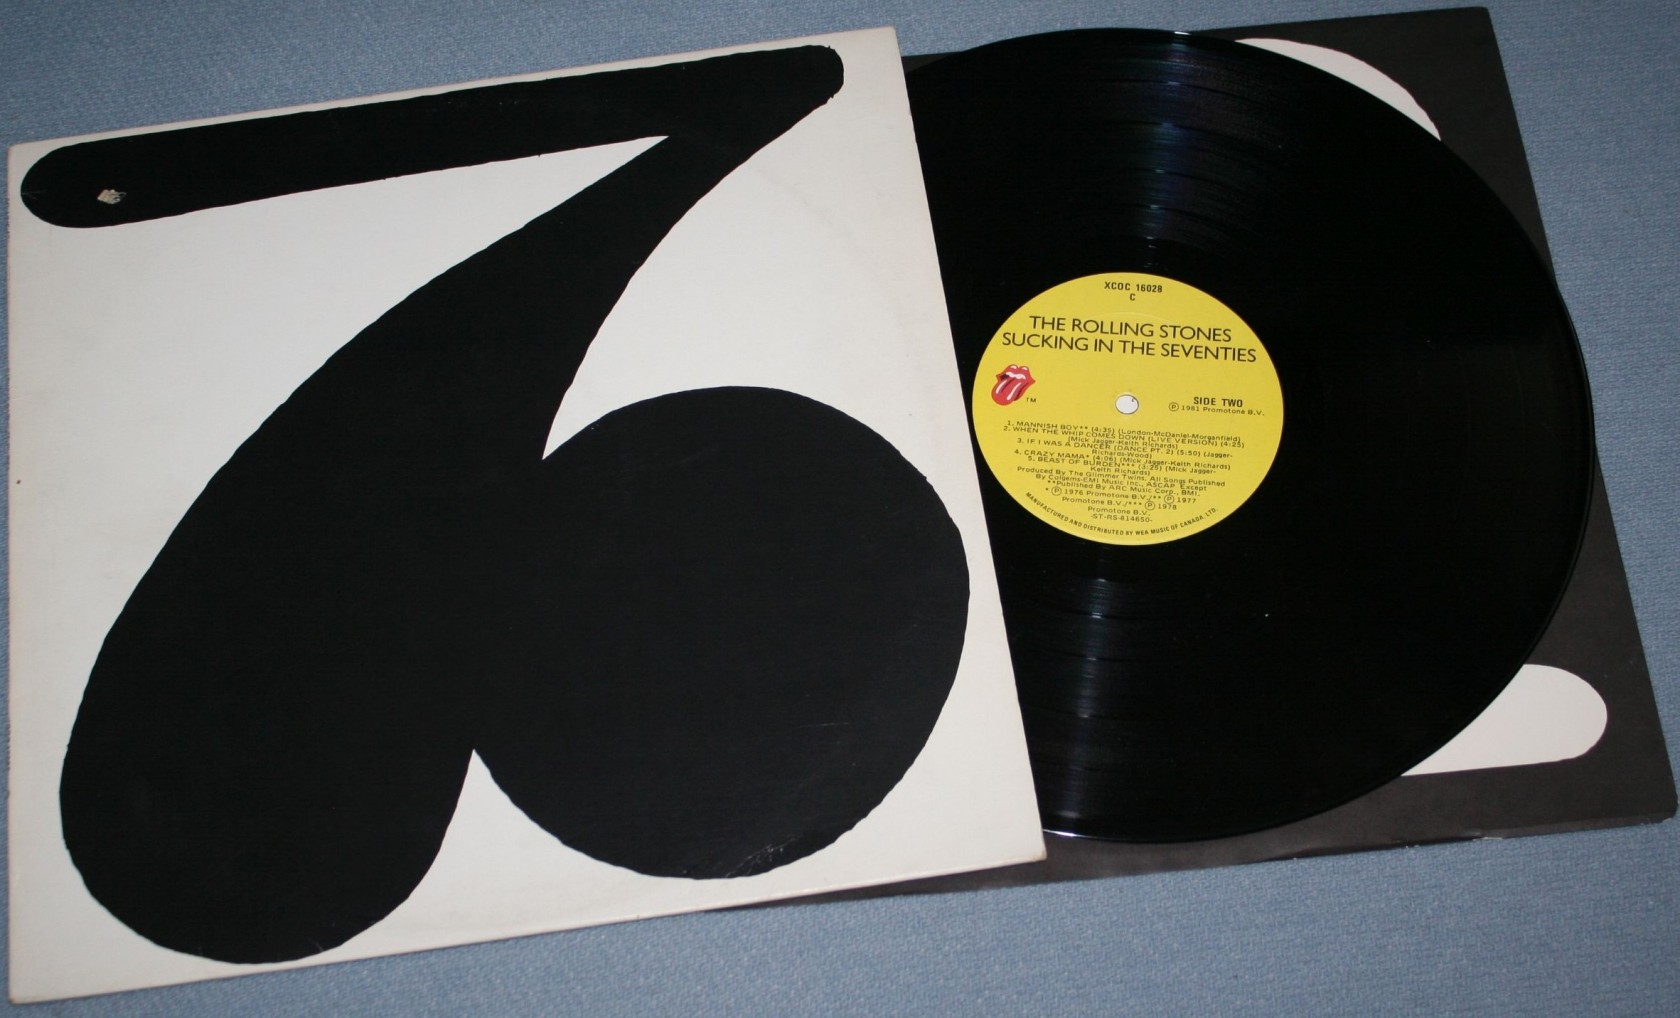 XCOC 16028
C
THE ROLLING STONES
SUCKING IN THE SEVENTIES
TM
SIDE TWO
Ⓟ 1981 Promotone B.V.
1. MANNISH BOY** (4:35) (London-McDaniel-Morganfield)
2. WHEN THE WHIP COMES DOWN (LIVE VERSION) (4:25)
(Mick Jagger-Keith Richards)
3. IF I WAS A DANCER (DANCE PT. 2) (5:50) (Jagger-
Richards-Wood)
4. CRAZY MAMA* (4:06) (Mick Jagger-Keith Richards)
5. BEAST OF BURDEN*** (3:25) (Mick Jagger-
Keith Richards)
Produced By The Glimmer Twins. All Songs Published
By Colgems-EMI Music Inc., ASCAP Except
**Published By ARC Music Corp., BMI.
* Ⓟ 1976 Promotone B.V./** Ⓟ 1977
Promotone B.V./*** Ⓟ 1978
Promotone B.V.
-ST-RS-814650-
MANUFACTURED AND DISTRIBUTED BY WEA MUSIC OF CANADA, LTD.